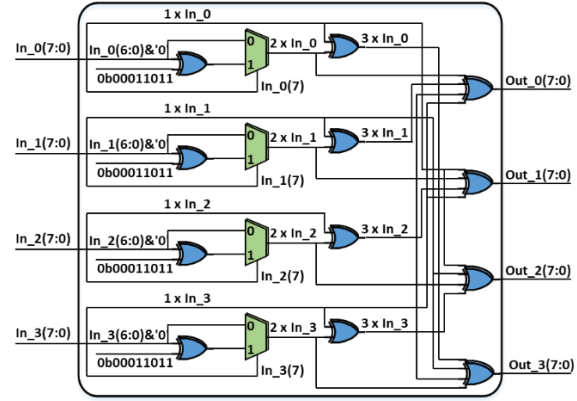 1 x In_0
In_0(7:0)
In_0(6:0)&'0'
0
1
2 x In_0
3 x In_0
0b00011011
In_0(7)
Out_0(7:0)
1 x In_1
In_1(7:0)
In_1(6:0)&'0'
0
1
2 x In_1
3 x In_1
0b00011011
In_1(7)
Out_1(7:0)
1 x In_2
In_2(7:0)
In_2(6:0)&'0'
0
1
2 x In_2
3 x In_2
0b00011011
In_2(7)
Out_2(7:0)
1 x In_3
In_3(7:0)
In_3(6:0)&'0'
0
1
2 x In_3
3 x In_3
0b00011011
In_3(7)
Out_3(7:0)